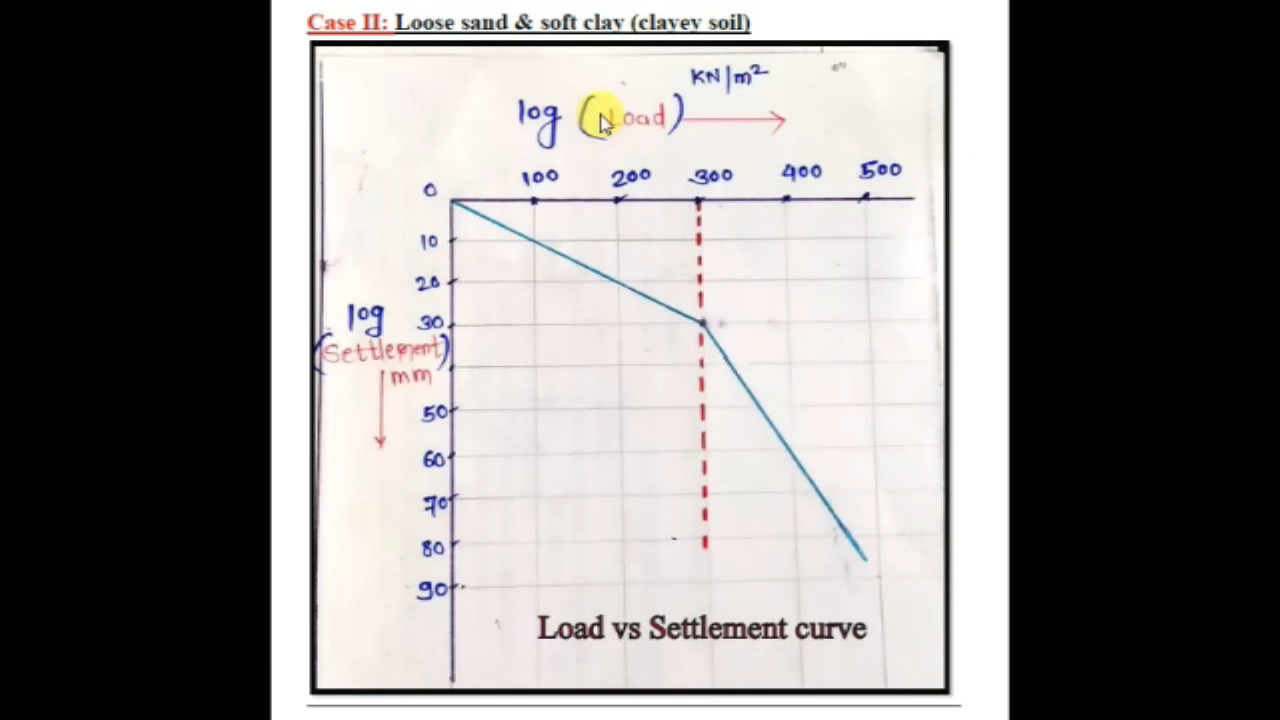 Case II: Loose sand & soft clay (clayey soil)
KN/m²
log (Load)
100 200 300 400 500
0
10
20
30
log
(Settlement)
mm
50
60
70
80
90
Load vs Settlement curve